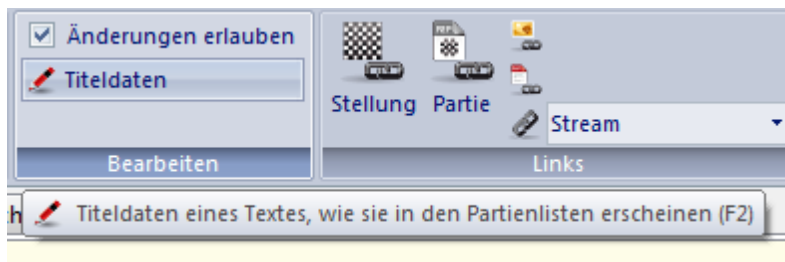 Änderungen erlauben
Titeldaten
Bearbeiten
Stellung
Partie
Stream
Links
Titeldaten eines Textes, wie sie in den Partienlisten erscheinen (F2)